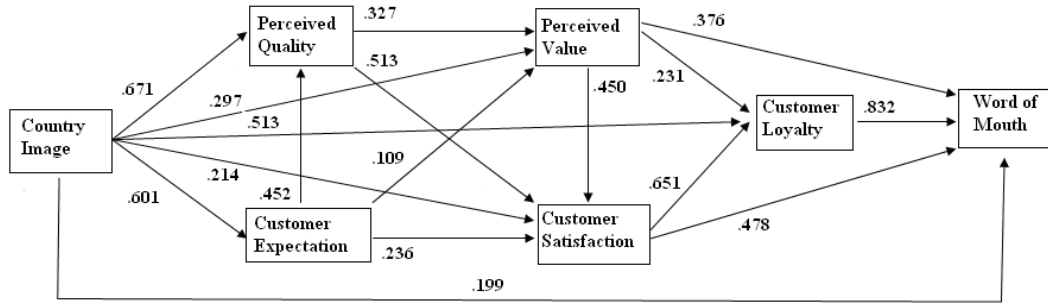 Perceived
Quality
.327
Perceived
Value
.376
.513
.671
.231
.297
.450
Country
Image
.513
Customer
Loyalty
.832
Word of
Mouth
.109
.214
.651
.601
.452
Customer
Expectation
Customer
Satisfaction
.478
.236
.199